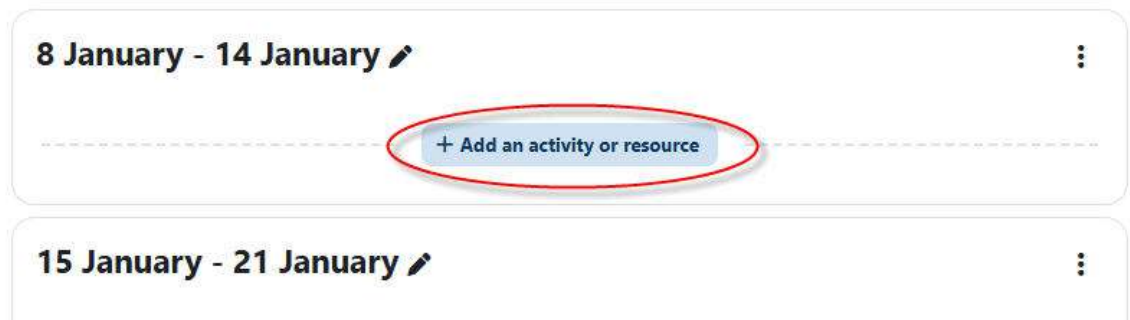 8 January - 14 January
+ Add an activity or resource
15 January - 21 January